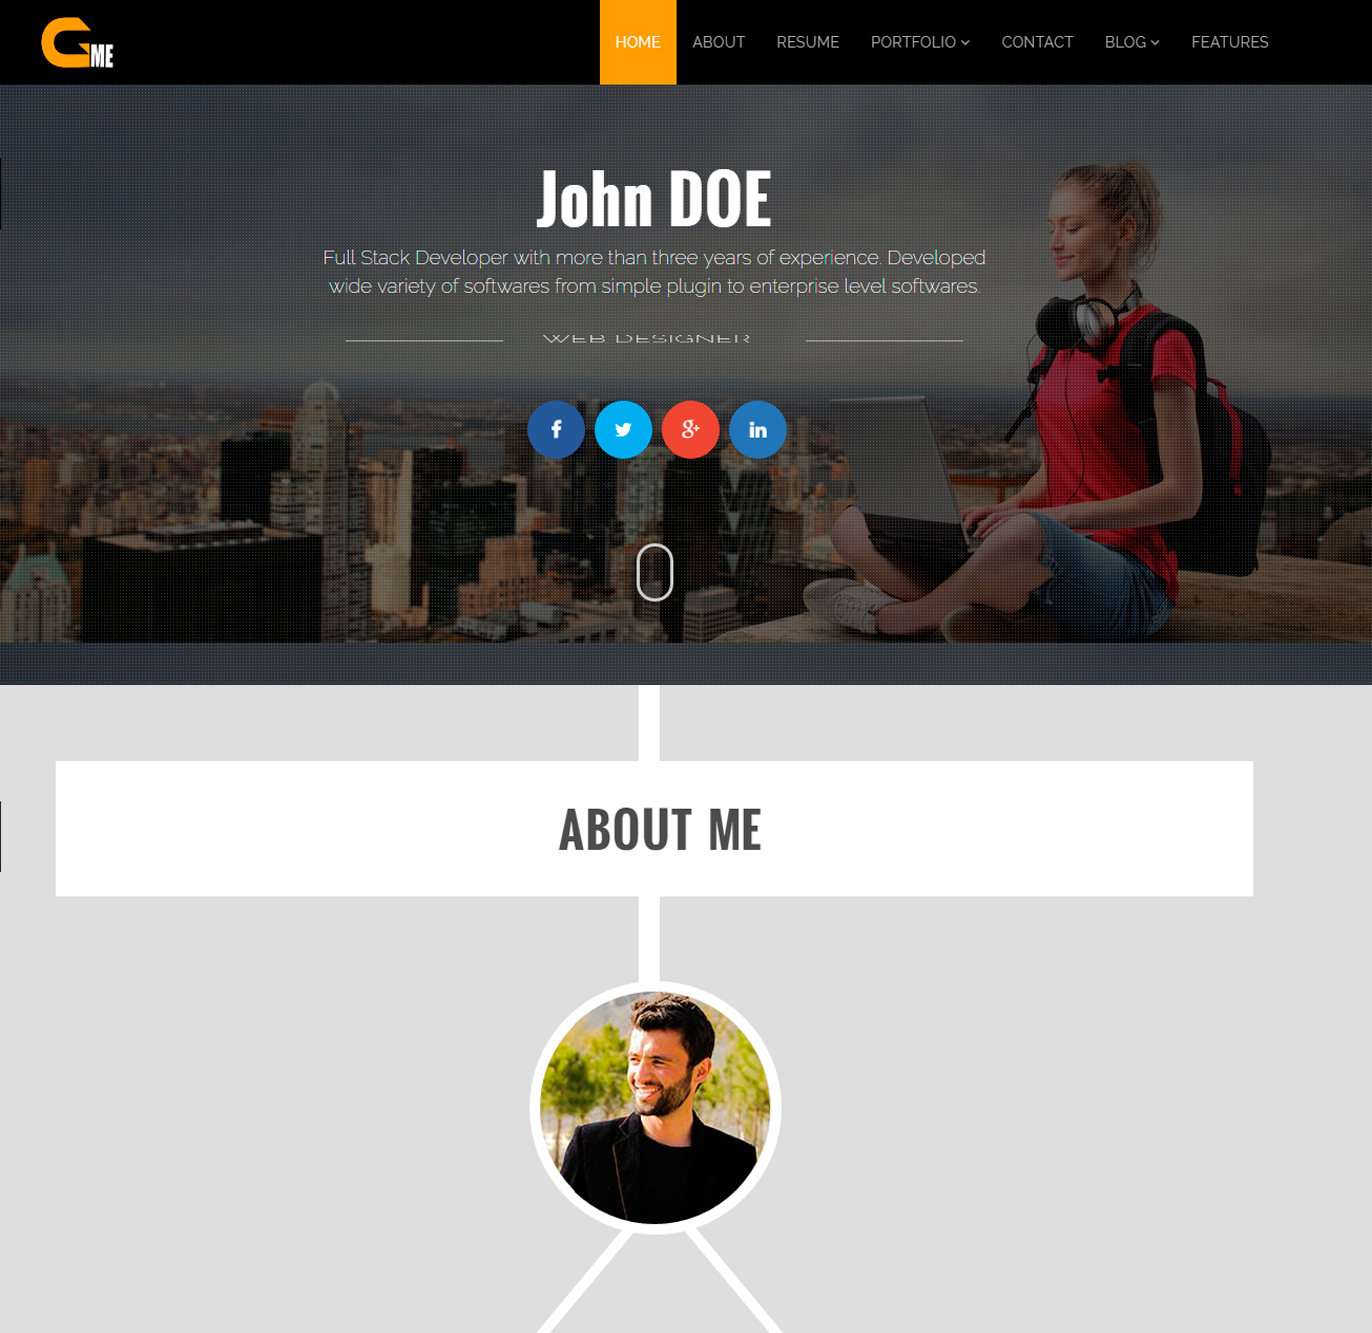 GME
HOME ABOUT RESUME PORTFOLIO CONTACT BLOG FEATURES
John DOE
Full Stack Developer with more than three years of experience. Developed
wide variety of softwares from simple plugin to enterprise level softwares.
WEB DESIGNER
f g+ in
ABOUT ME